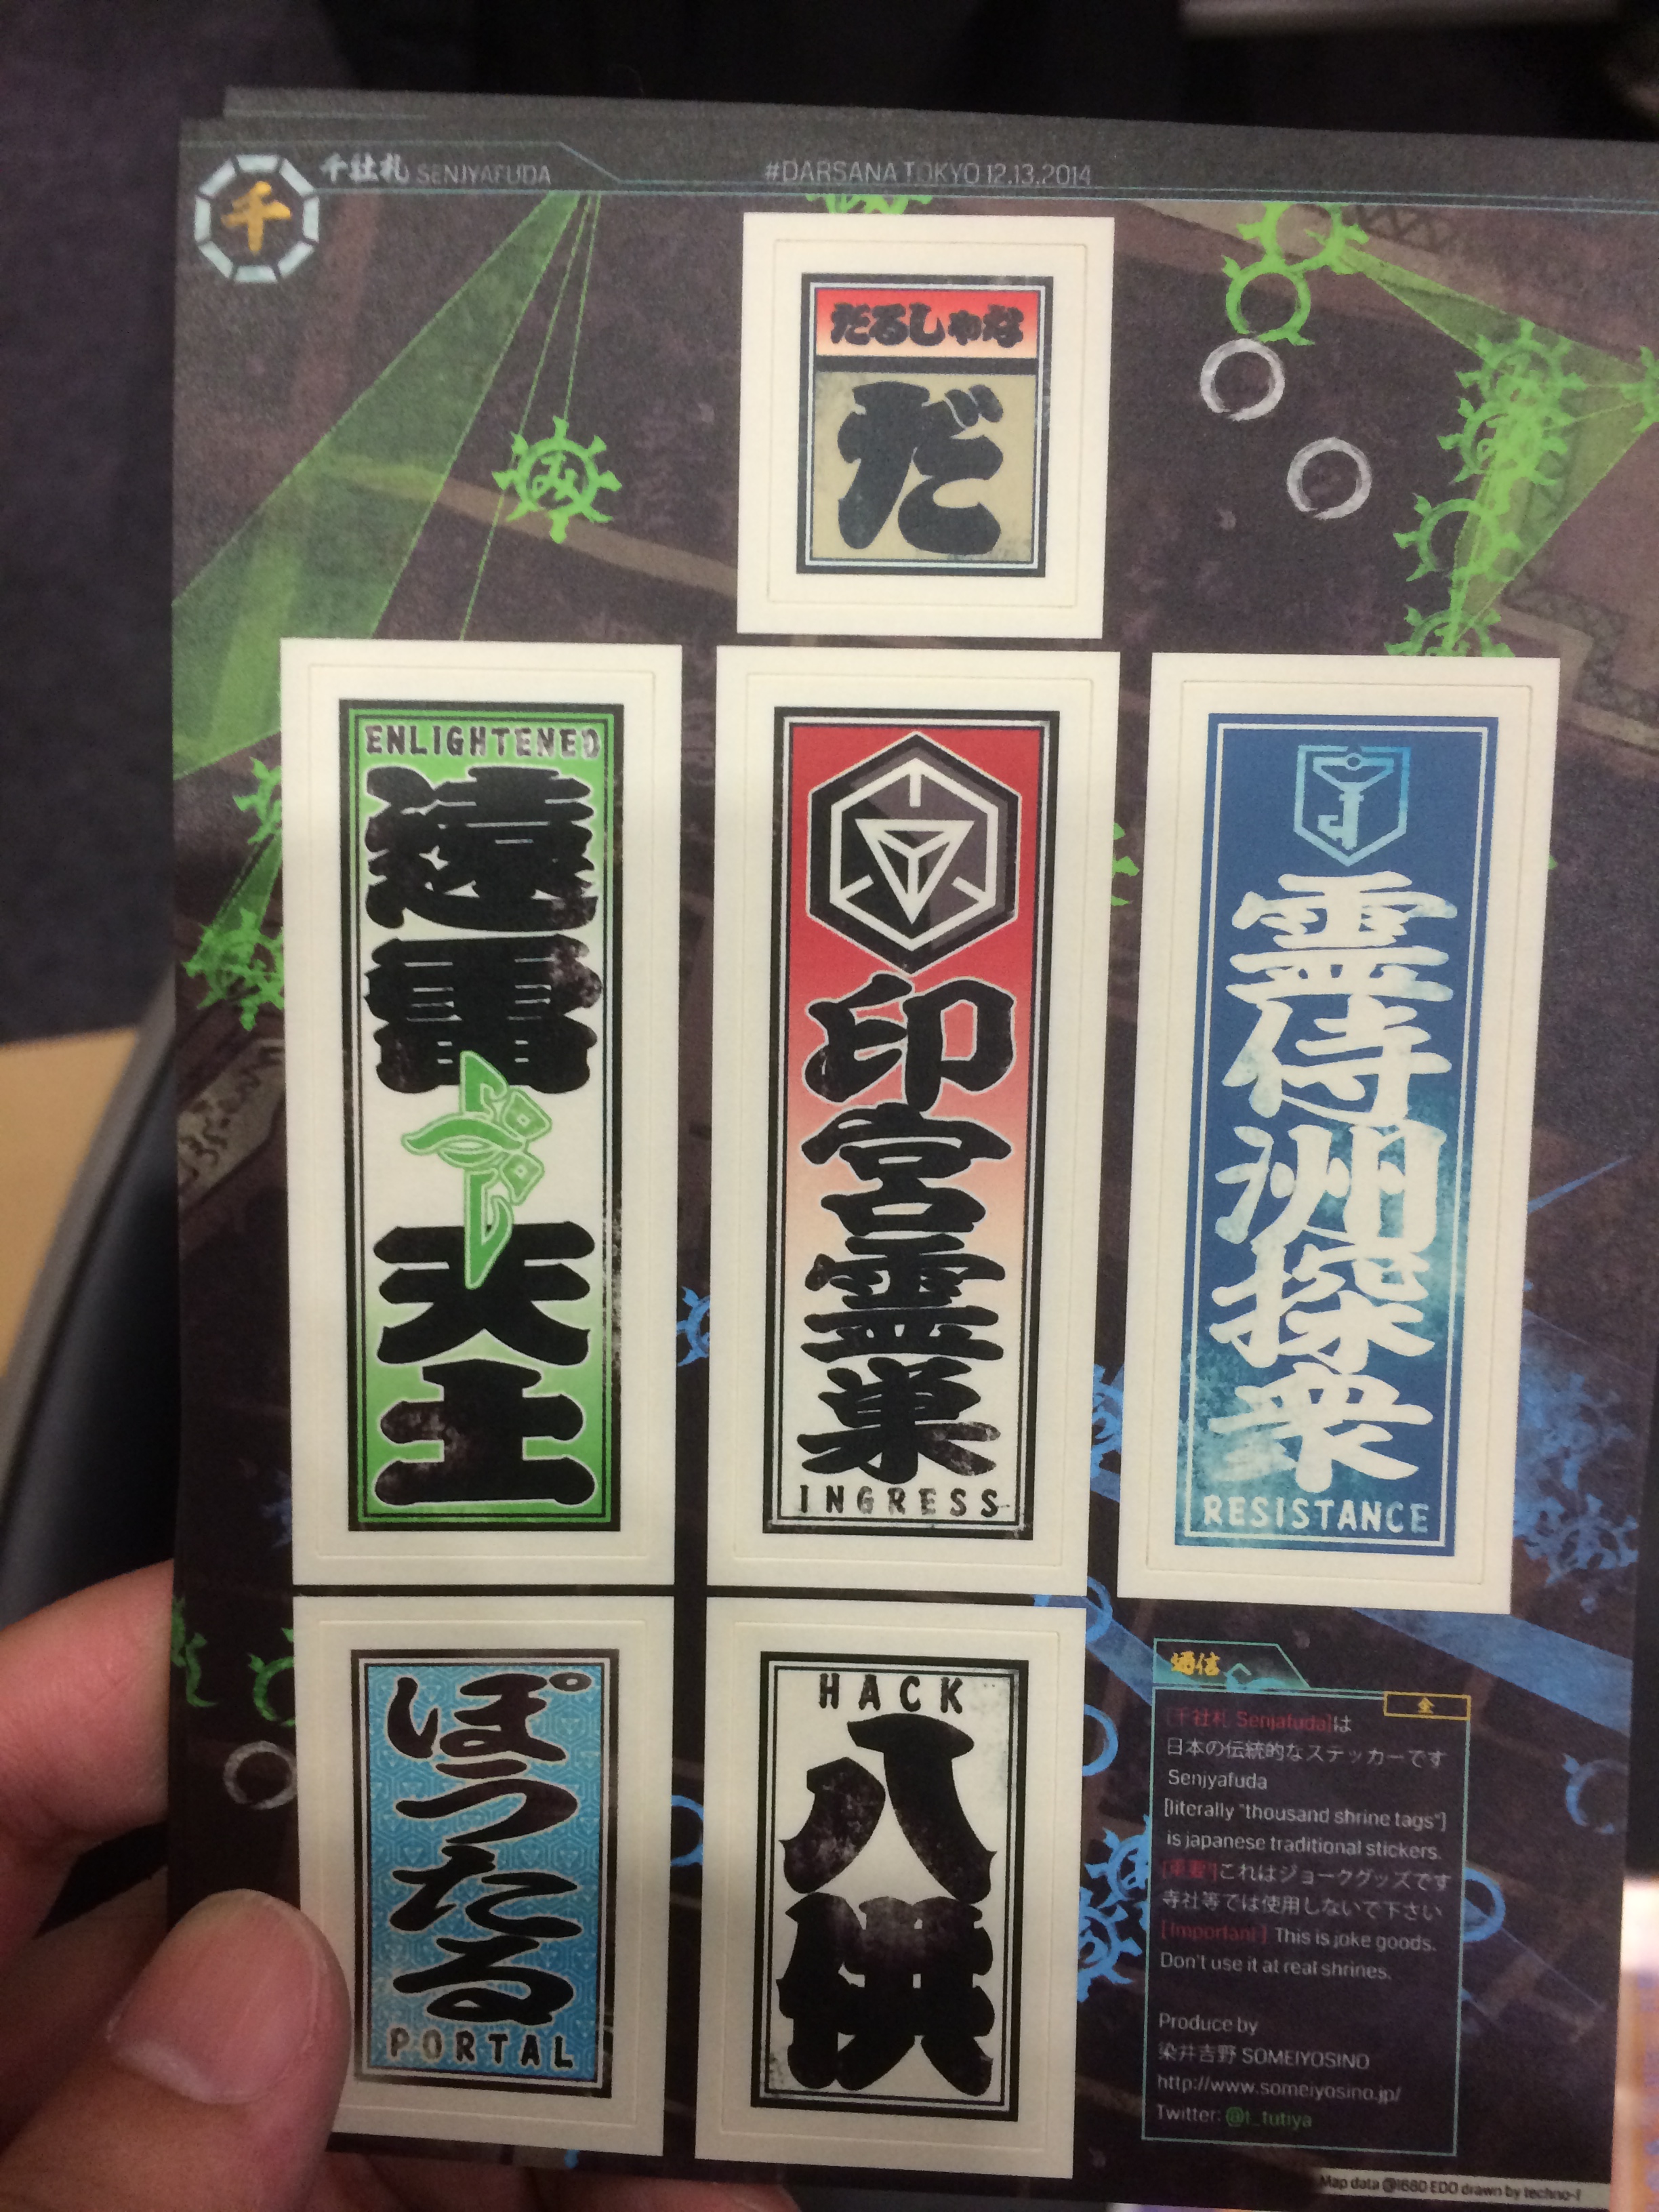 千
千社札 SENJYAFUDA
#DARSANA TOKYO 12.13.2014
だるしゃな
だ
ENLIGHTENED
遠
雷
天
土
印
宮
霊
巣
INGRESS
霊
侍
洲
探
衆
RESISTANCE
ぽうたる
PORTAL
HACK
八
供
通信へ
全
[千社札 Senjafuda]は
日本の伝統的なステッカーです
Senjyafuda
[literally "thousand shrine tags"]
is japanese traditional stickers.
[重要]これはジョークグッズです
寺社等では使用しないで下さい
[Important] This is joke goods.
Don't use it at real shrines.
Produce by
染井吉野 SOMEIYOSINO
http://www.someiyosino.jp/
Twitter: @t_tutiya
Map data @1680 EDO drawn by techno-f